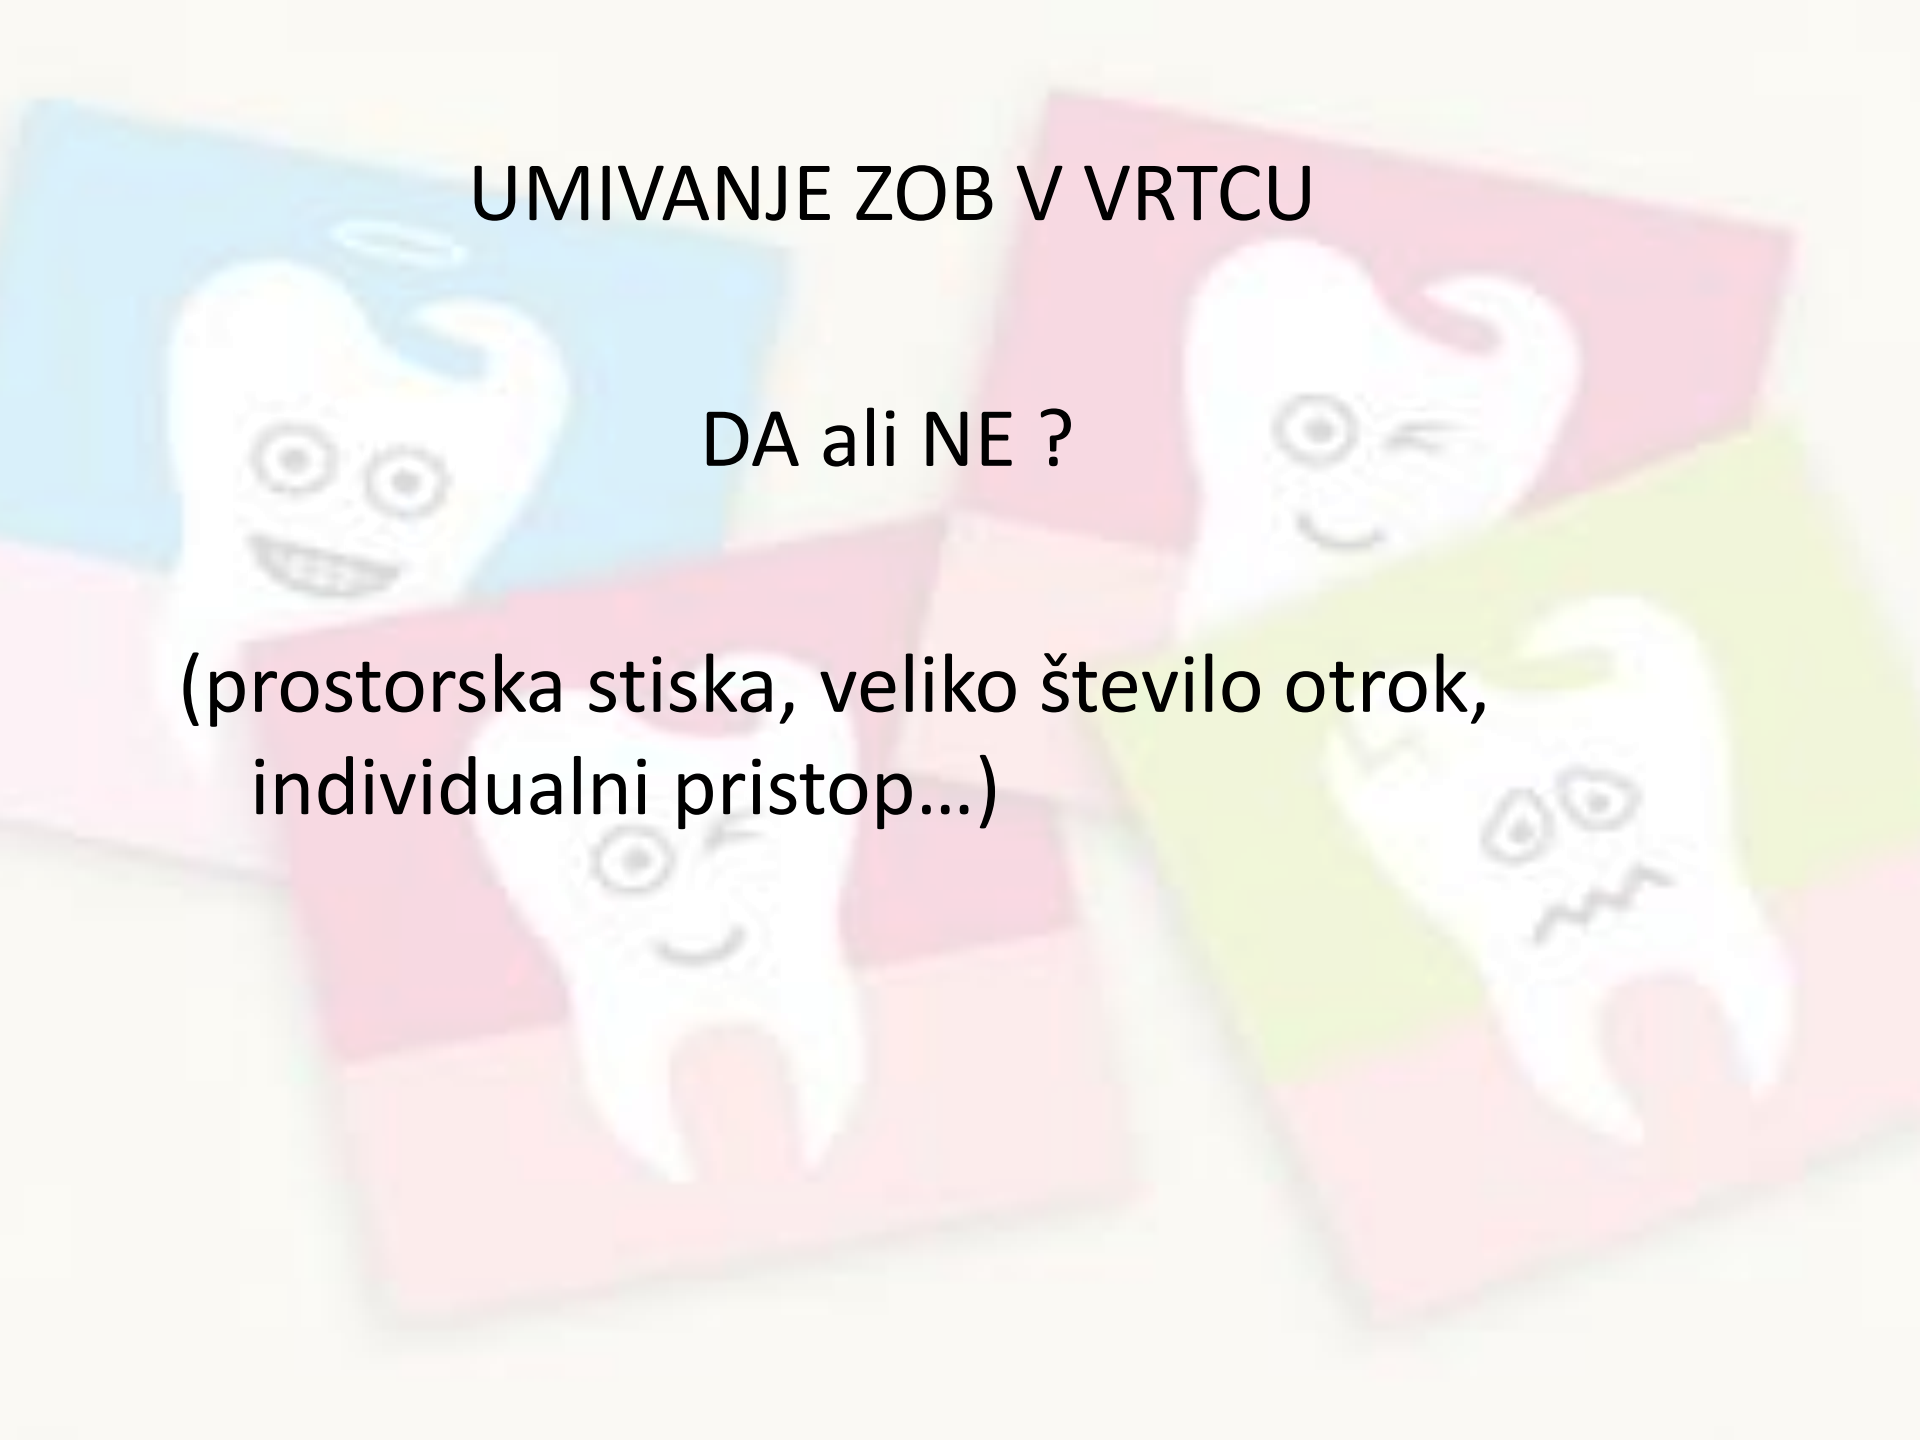 UMIVANJE ZOB V VRTCU
DA ali NE ?
(prostorska stiska, veliko število otrok,
individualni pristop…)